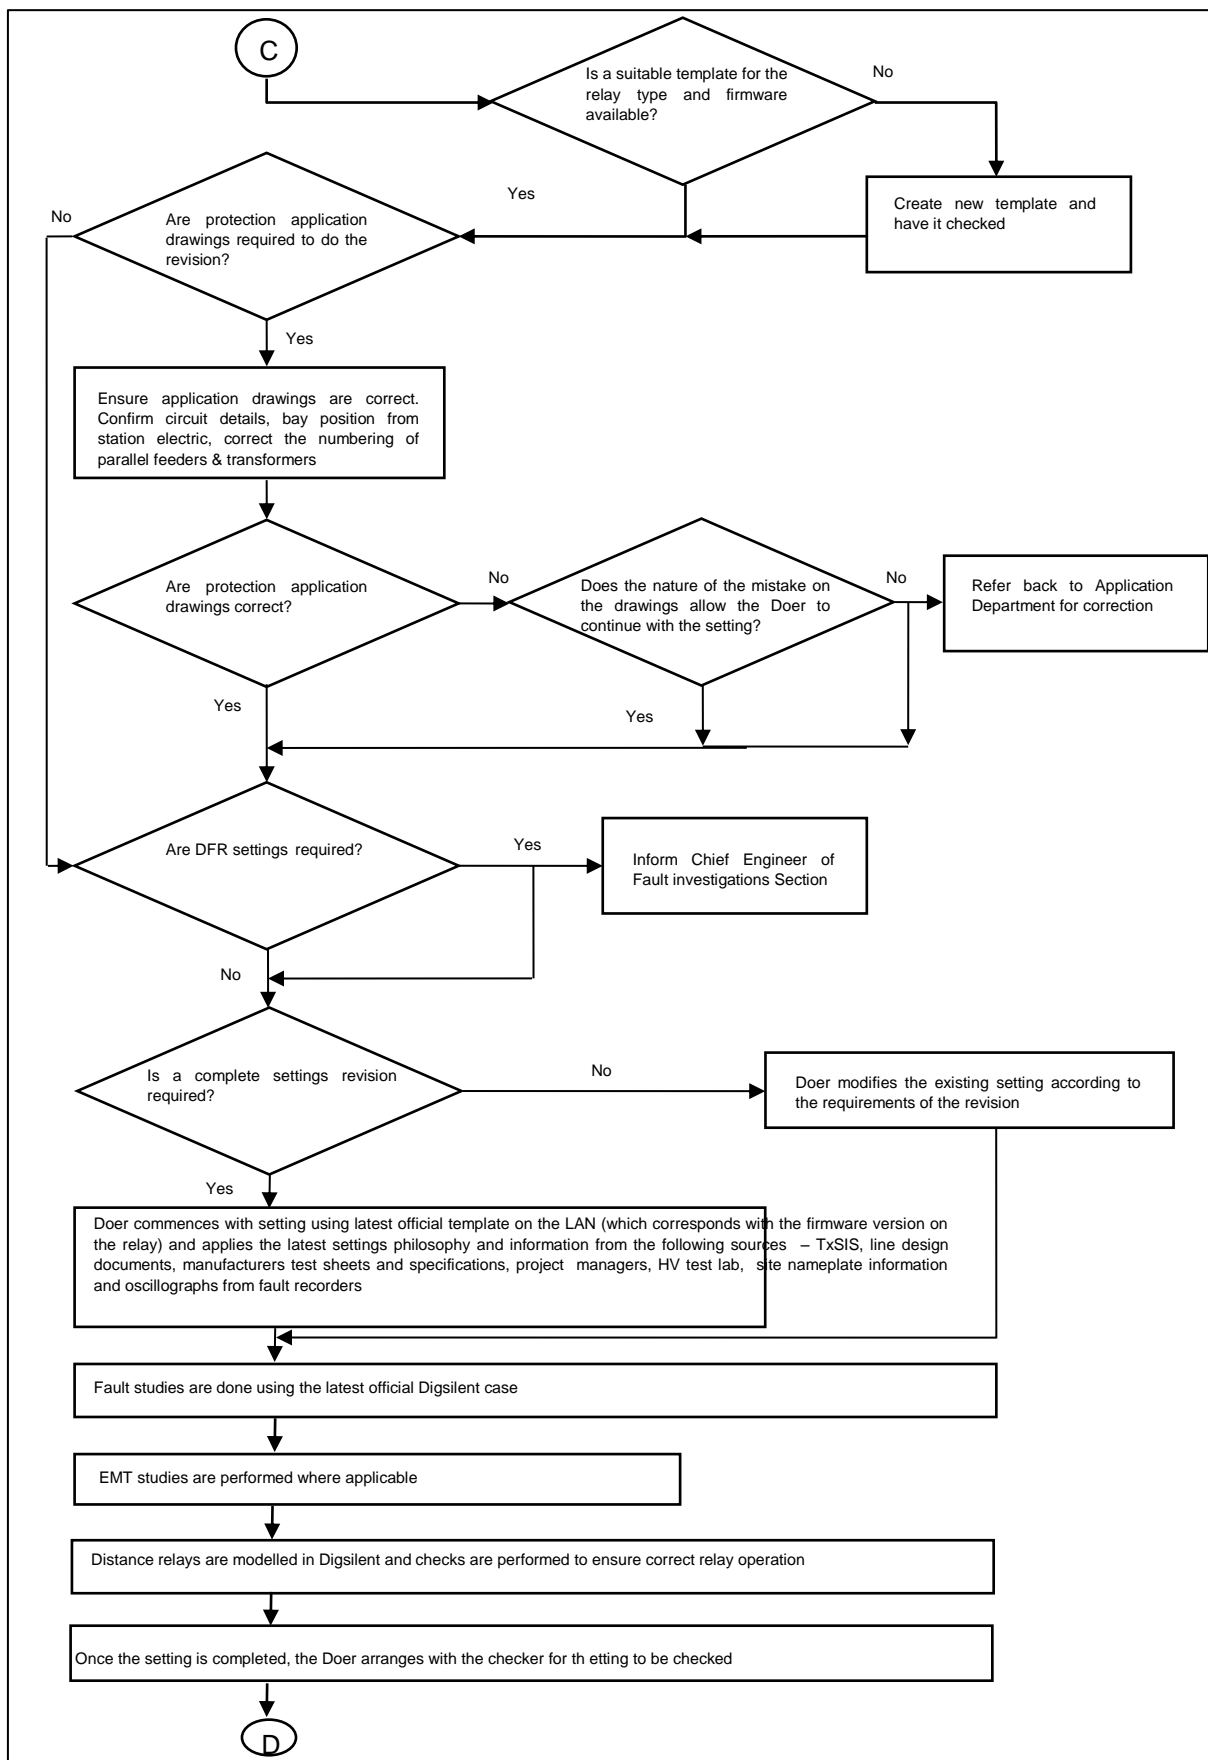 C
Is a suitable template for the
relay type and firmware
available?
No
Yes
Create new template and
have it checked
No
Are protection application
drawings required to do the
revision?
Yes
Ensure application drawings are correct.
Confirm circuit details, bay position from
station electric, correct the numbering of
parallel feeders & transformers
Are protection application
drawings correct?
No
Does the nature of the mistake on
the drawings allow the Doer to
continue with the setting?
No
Refer back to Application
Department for correction
Yes
Yes
Are DFR settings required?
Yes
Inform Chief Engineer of
Fault investigations Section
No
Is a complete settings revision
required?
No
Doer modifies the existing setting according to
the requirements of the revision
Yes
Doer commences with setting using latest official template on the LAN (which corresponds with the firmware version on
the relay) and applies the latest settings philosophy and information from the following sources – TxSIS, line design
documents, manufacturers test sheets and specifications, project managers, HV test lab, site nameplate information
and oscillographs from fault recorders
Fault studies are done using the latest official Digsilent case
EMT studies are performed where applicable
Distance relays are modelled in Digsilent and checks are performed to ensure correct relay operation
Once the setting is completed, the Doer arranges with the checker for th etting to be checked
D